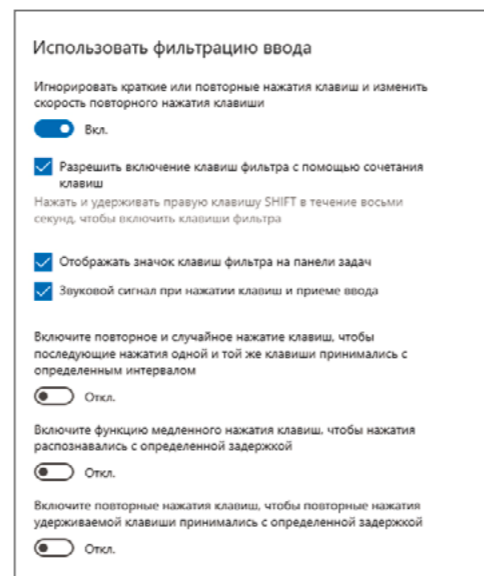 Использовать фильтрацию ввода
Игнорировать краткие или повторные нажатия клавиш и изменить
скорость повторного нажатия клавиши
Вкл.
Разрешить включение клавиш фильтра с помощью сочетания
клавиш
Нажать и удерживать правую клавишу SHIFT в течение восьми
секунд, чтобы включить клавиши фильтра
Отображать значок клавиш фильтра на панели задач
Звуковой сигнал при нажатии клавиш и приеме ввода
Включите повторное и случайное нажатие клавиш, чтобы
последующие нажатия одной и той же клавиши принимались с
определенным интервалом
Откл.
Включите функцию медленного нажатия клавиш, чтобы нажатия
распознавались с определенной задержкой
Откл.
Включите повторные нажатия клавиш, чтобы повторные нажатия
удерживаемой клавиши принимались с определенной задержкой
Откл.